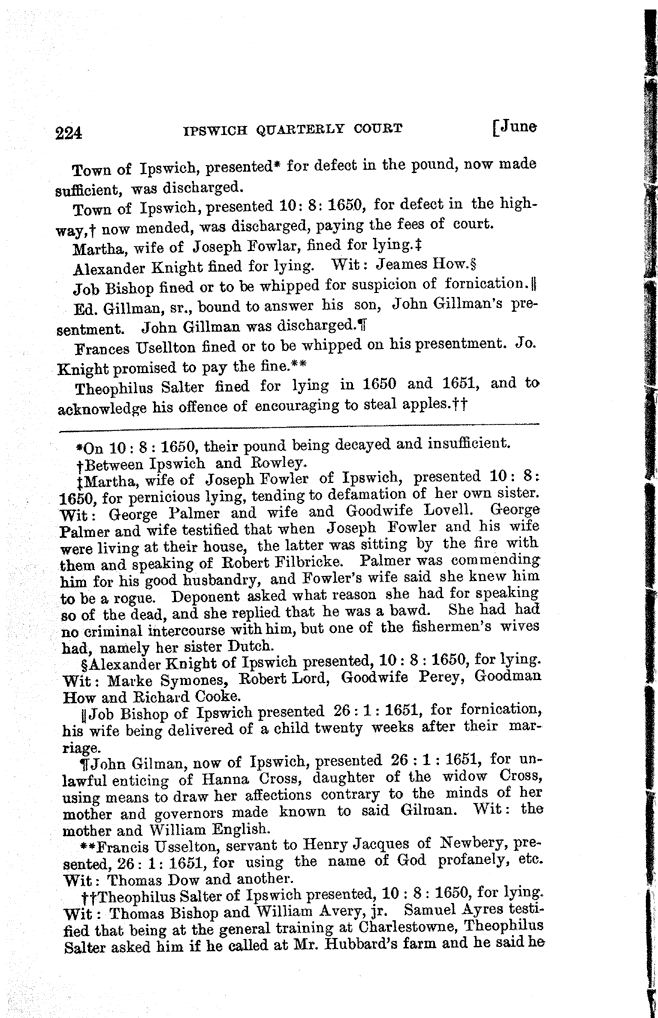 224 IPSWICH QUARTERLY COURT [June
Town of Ipswich, presented* for defect in the pound, now made
sufficient, was discharged.
Town of Ipswich, presented 10: 8: 1650, for defect in the high-
way,† now mended, was discharged, paying the fees of court.
Martha, wife of Joseph Fowlar, fined for lying.‡
Alexander Knight fined for lying. Wit: Jeames How.§
Job Bishop fined or to be whipped for suspicion of fornication.‖
Ed. Gillman, sr., bound to answer his son, John Gillman's pre-
sentment. John Gillman was discharged.¶
Frances Usellton fined or to be whipped on his presentment. Jo.
Knight promised to pay the fine.**
Theophilus Salter fined for lying in 1650 and 1651, and to
acknowledge his offence of encouraging to steal apples.††
*On 10: 8: 1650, their pound being decayed and insufficient.
†Between Ipswich and Rowley.
‡Martha, wife of Joseph Fowler of Ipswich, presented 10: 8:
1650, for pernicious lying, tending to defamation of her own sister.
Wit: George Palmer and wife and Goodwife Lovell. George
Palmer and wife testified that when Joseph Fowler and his wife
were living at their house, the latter was sitting by the fire with
them and speaking of Robert Filbricke. Palmer was commending
him for his good husbandry, and Fowler's wife said she knew him
to be a rogue. Deponent asked what reason she had for speaking
so of the dead, and she replied that he was a bawd. She had had
no criminal intercourse with him, but one of the fishermen's wives
had, namely her sister Dutch.
§Alexander Knight of Ipswich presented, 10: 8: 1650, for lying.
Wit: Marke Symones, Robert Lord, Goodwife Perey, Goodman
How and Richard Cooke.
‖Job Bishop of Ipswich presented 26: 1: 1651, for fornication,
his wife being delivered of a child twenty weeks after their mar-
riage.
¶John Gilman, now of Ipswich, presented 26: 1: 1651, for un-
lawful enticing of Hanna Cross, daughter of the widow Cross,
using means to draw her affections contrary to the minds of her
mother and governors made known to said Gilman. Wit: the
mother and William English.
**Francis Usselton, servant to Henry Jacques of Newbery, pre-
sented, 26: 1: 1651, for using the name of God profanely, etc.
Wit: Thomas Dow and another.
††Theophilus Salter of Ipswich presented, 10: 8: 1650, for lying.
Wit: Thomas Bishop and William Avery, jr. Samuel Ayres testi-
fied that being at the general training at Charlestowne, Theophilus
Salter asked him if he called at Mr. Hubbard's farm and he said he